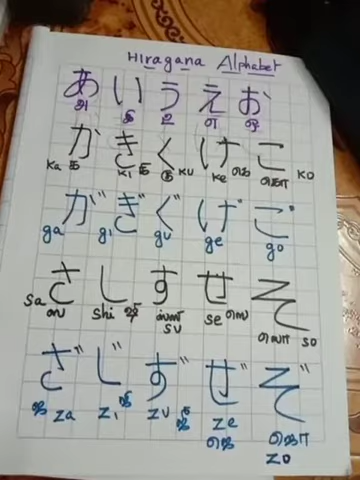 Hiragana Alphabet
あ い う え お
அ இ உ எ ஒ
か き く け こ
ka க ki கி கு ku ke கெ கொ ko
が ぎ ぐ げ ご
ga gi gu ge go
さ し す せ そ
sa ஸ shi ஷி su se ஸெ ஸொ so
ざ じ ず ぜ ぞ
ஜ za zi ஜி zu ஜு ze
ஜெ ஜொ
zo